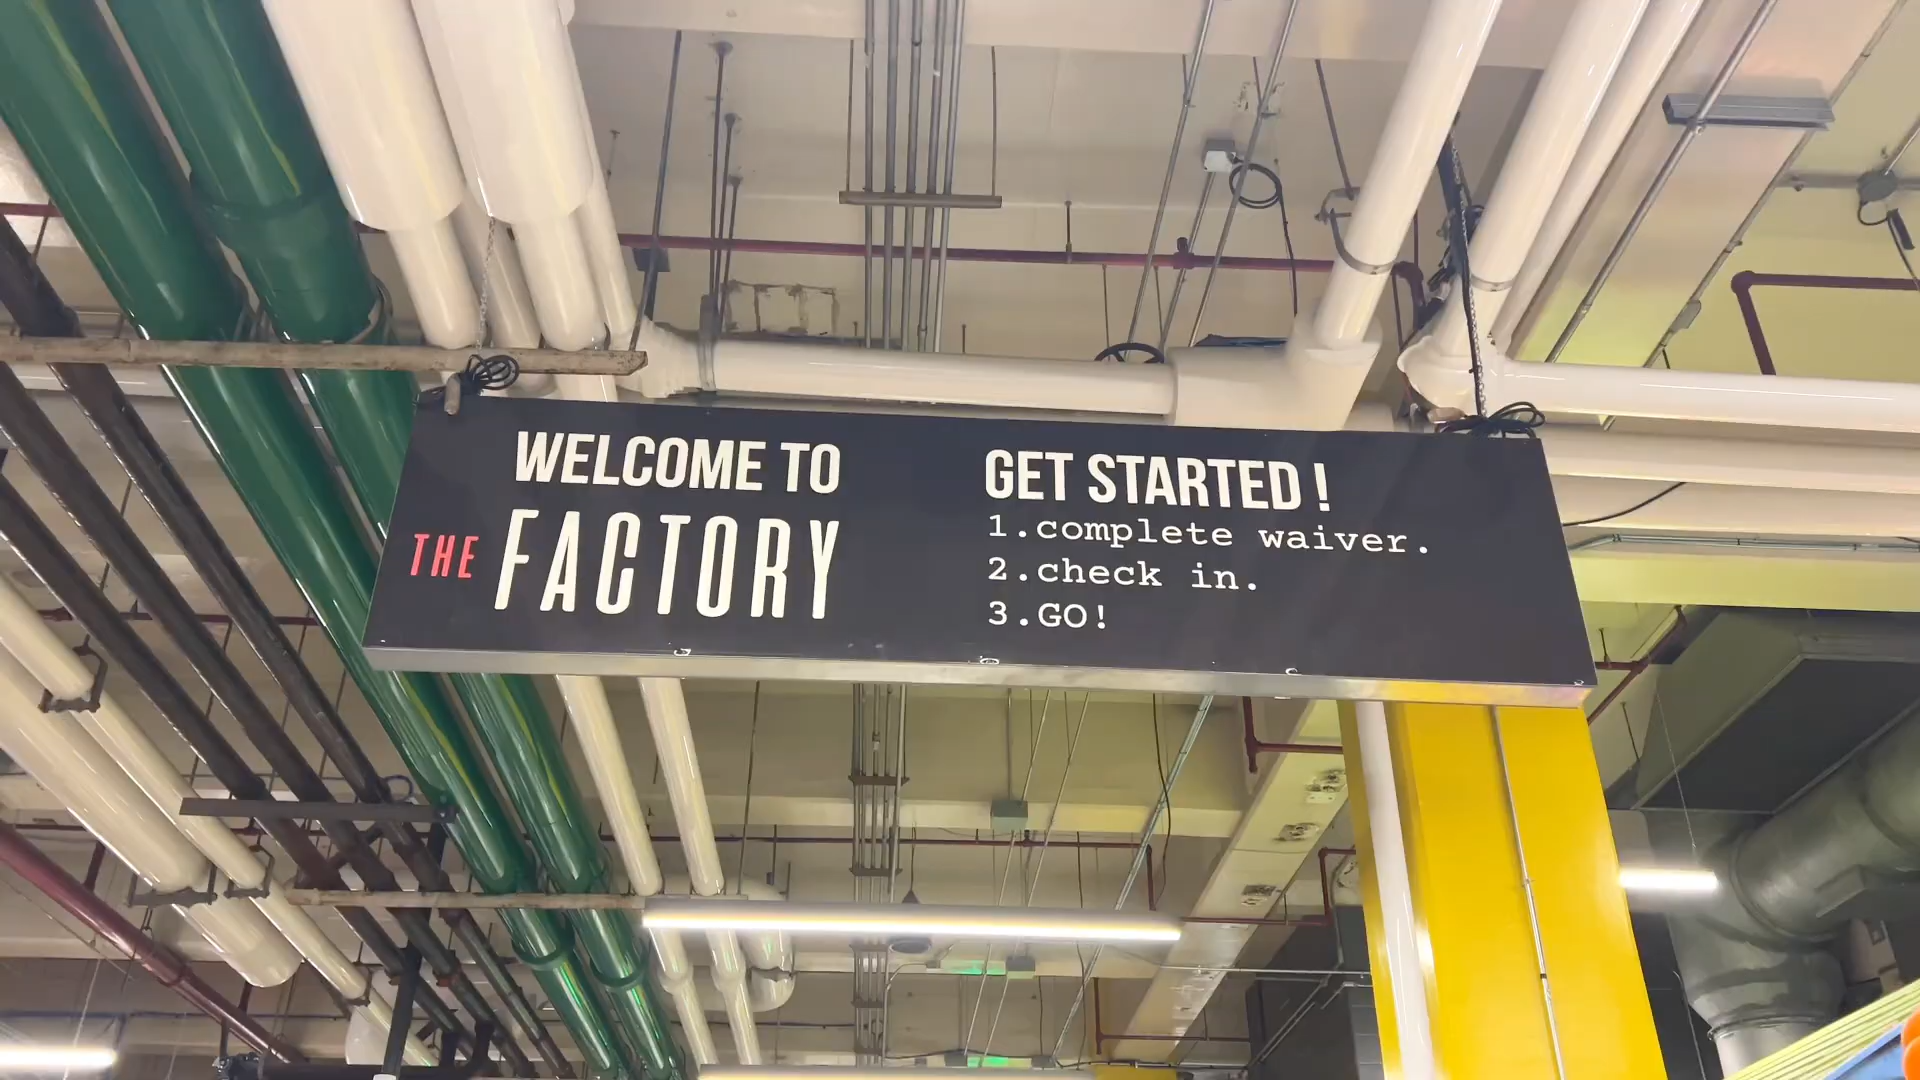 WELCOME TO
THE FACTORY
GET STARTED!
1.complete waiver.
2.check in.
3.GO!